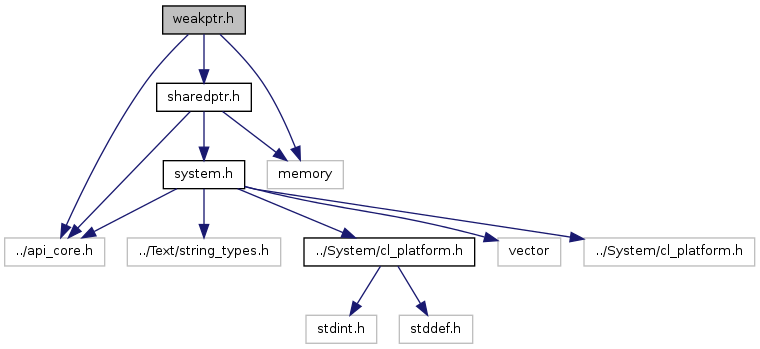 weakptr.h
sharedptr.h
system.h
memory
../api_core.h
../Text/string_types.h
../System/cl_platform.h
vector
../System/cl_platform.h
stdint.h
stddef.h